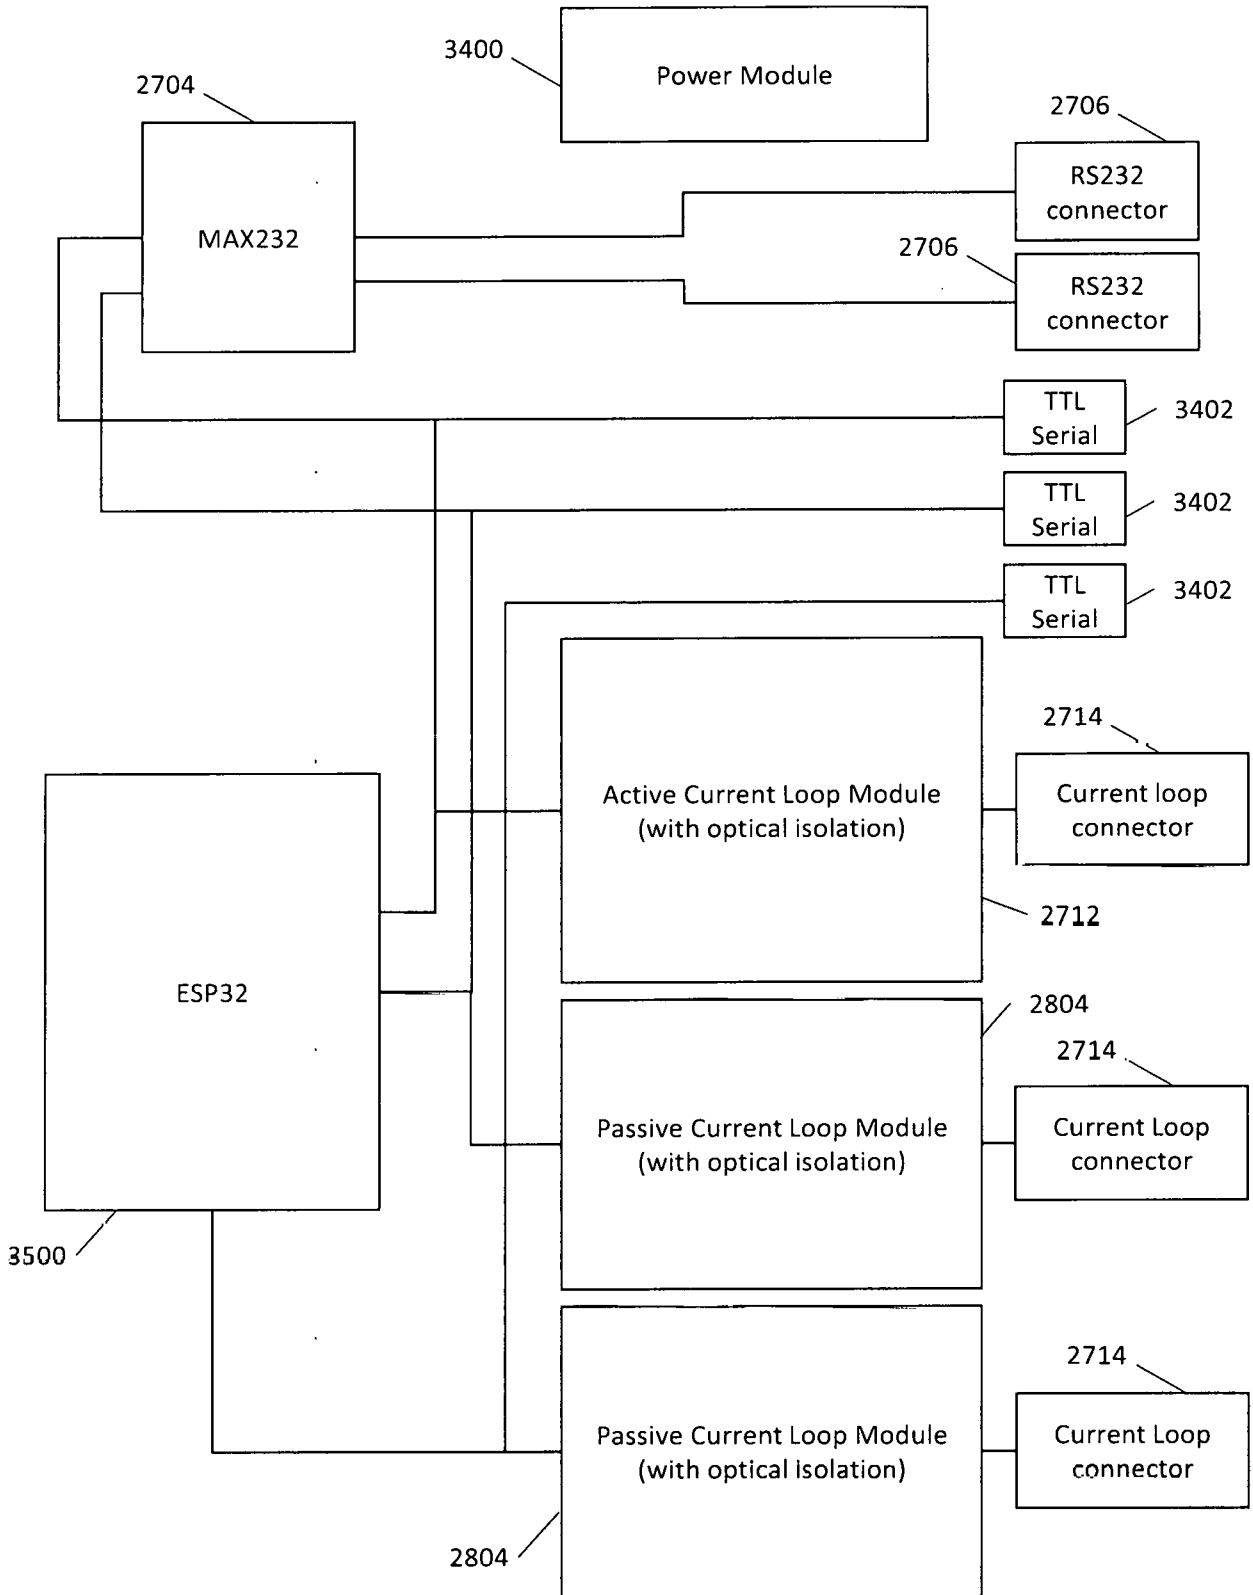 3400
Power Module
2704
2706
MAX232
RS232
connector
2706
RS232
connector
TTL
Serial
3402
TTL
Serial
3402
TTL
Serial
3402
2714
Active Current Loop Module
(with optical isolation)
Current loop
connector
2712
ESP32
2804
2714
Passive Current Loop Module
(with optical isolation)
Current Loop
connector
3500
2714
Passive Current Loop Module
(with optical isolation)
Current Loop
connector
2804